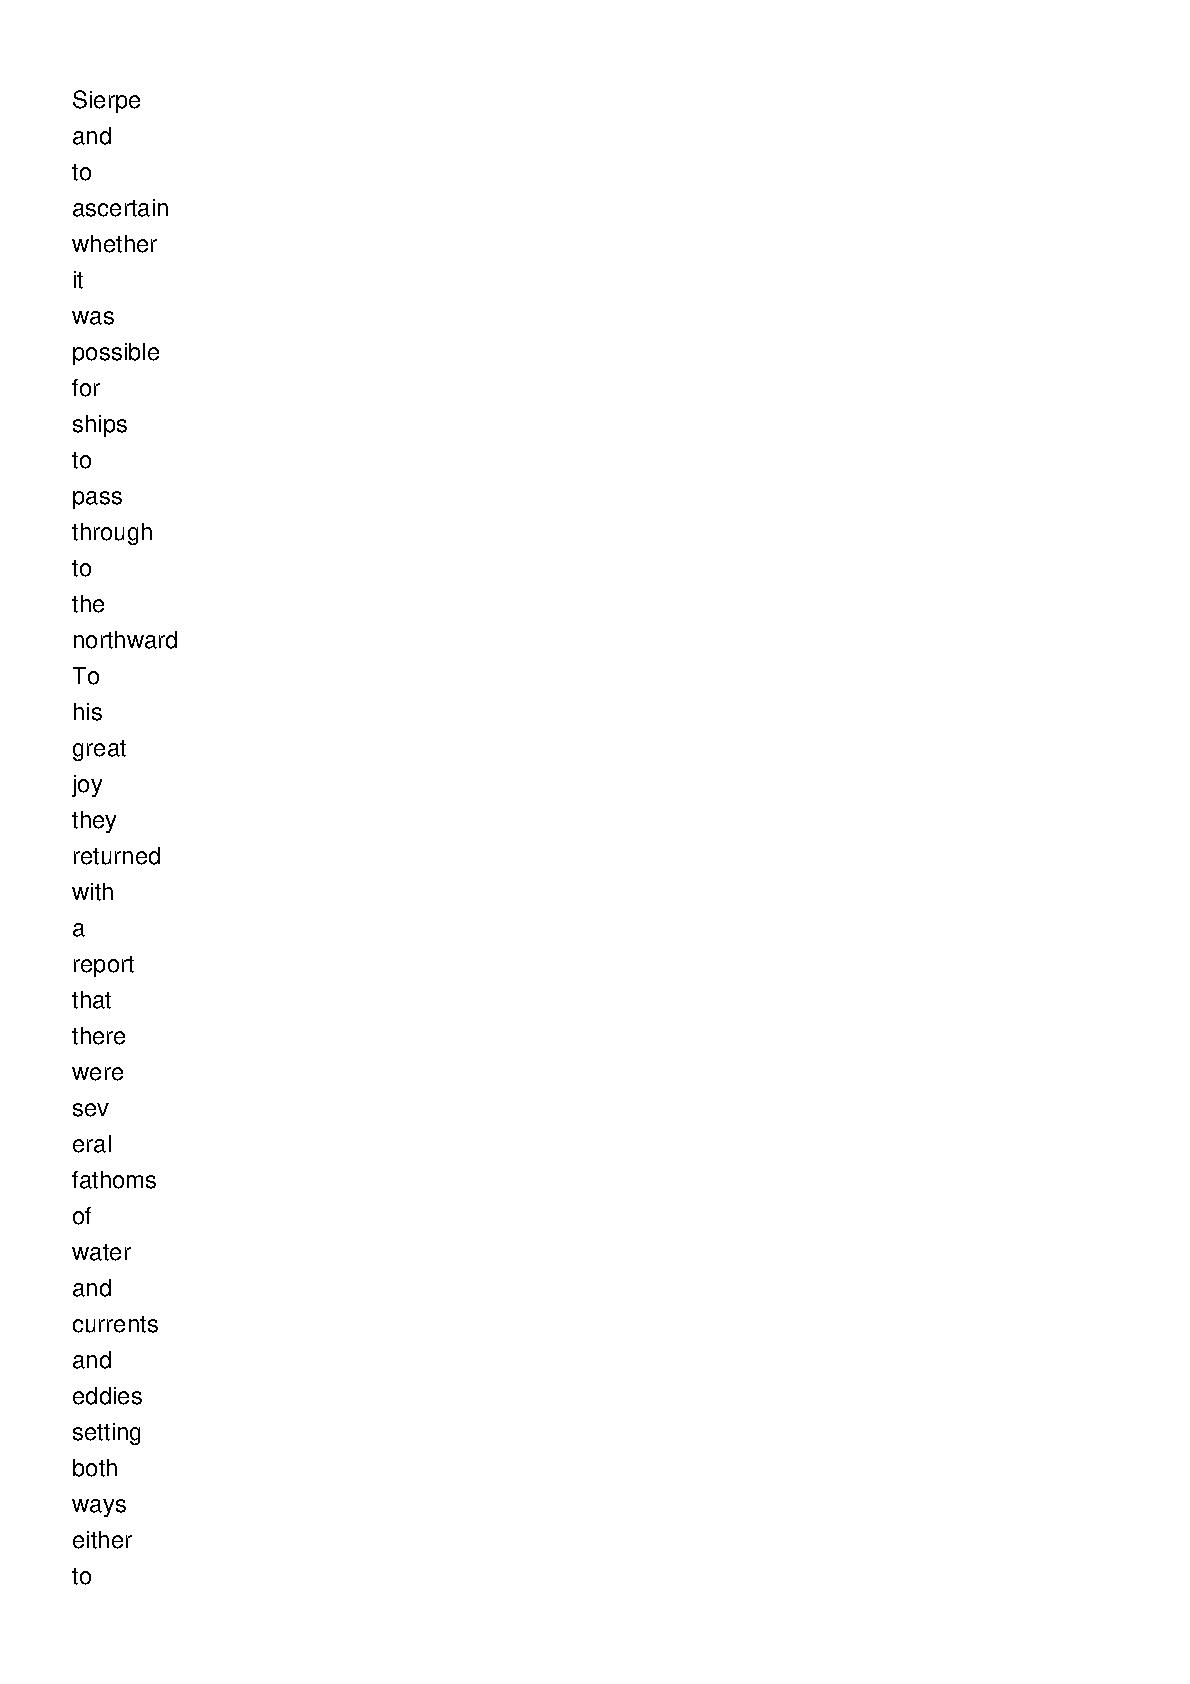 Sierpe
and
to
ascertain
whether
it
was
possible
for
ships
to
pass
through
to
the
northward
To
his
great
joy
they
returned
with
a
report
that
there
were
sev
eral
fathoms
of
water
and
currents
and
eddies
setting
both
ways
either
to